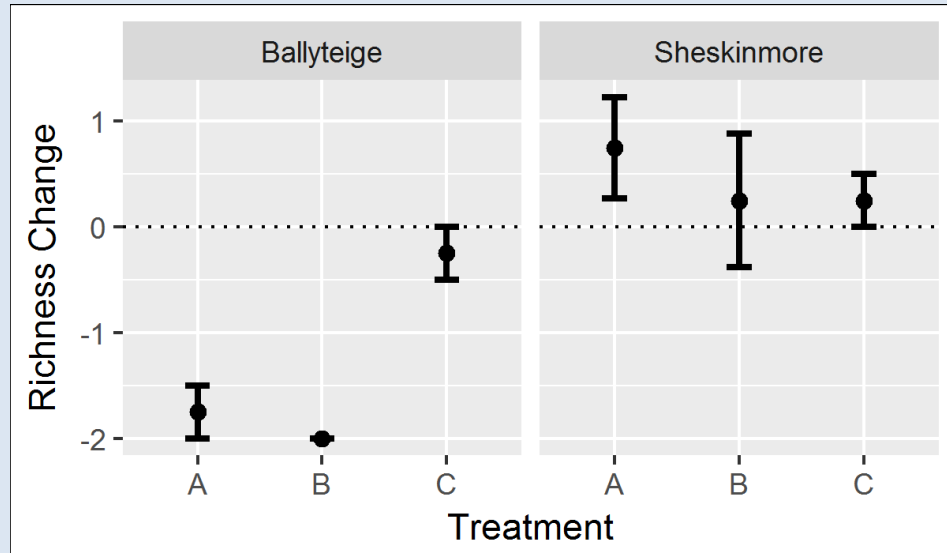 Ballyteige
Sheskinmore
Richness Change
1
0
-1
-2
A
B
C
A
B
C
Treatment